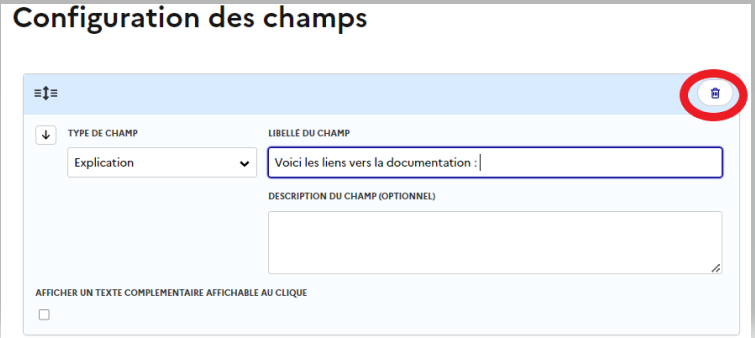 Configuration des champs
TYPE DE CHAMP
LIBELLÉ DU CHAMP
Explication
Voici les liens vers la documentation :
DESCRIPTION DU CHAMP (OPTIONNEL)
AFFICHER UN TEXTE COMPLEMENTAIRE AFFICHABLE AU CLIQUE